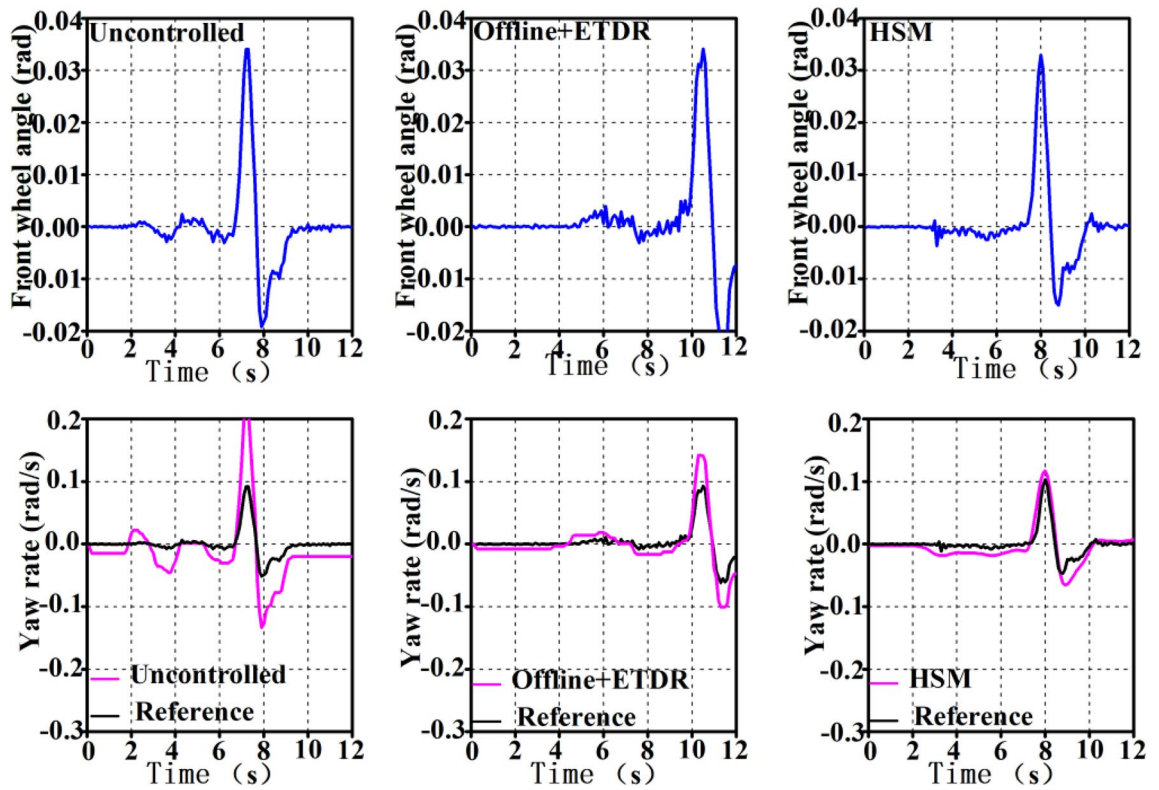 Uncontrolled
Front wheel angle (rad)
0.04
0.03
0.02
0.01
0.00
-0.01
-0.02
0 2 4 6 8 10 12
Time (s)
Offline+ETDR
Front wheel angle (rad)
0.04
0.03
0.02
0.01
0.00
-0.01
-0.02
0 2 4 6 8 10 12
Time (s)
HSM
Front wheel angle (rad)
0.04
0.03
0.02
0.01
0.00
-0.01
-0.02
0 2 4 6 8 10 12
Time (s)
Yaw rate (rad/s)
0.2
0.1
0.0
-0.1
-0.2
-0.3
Uncontrolled
Reference
0 2 4 6 8 10 12
Time (s)
Yaw rate (rad/s)
0.2
0.1
0.0
-0.1
-0.2
-0.3
Offline+ETDR
Reference
0 2 4 6 8 10 12
Time (s)
Yaw rate (rad/s)
0.2
0.1
0.0
-0.1
-0.2
-0.3
HSM
Reference
0 2 4 6 8 10 12
Time (s)